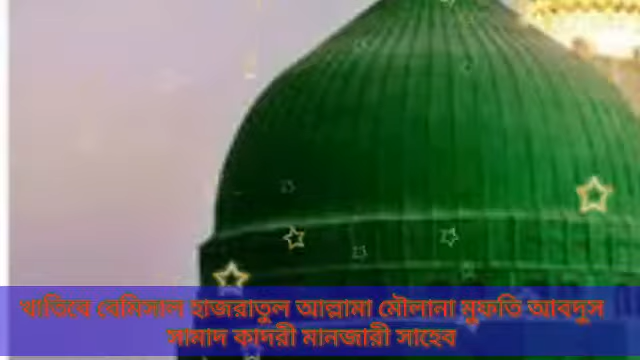 খাতিবে বেমিসাল হাজরাতুল আল্লামা মৌলানা মুফতি আবদুস
সামাদ কাদরী মানজারী সাহেব